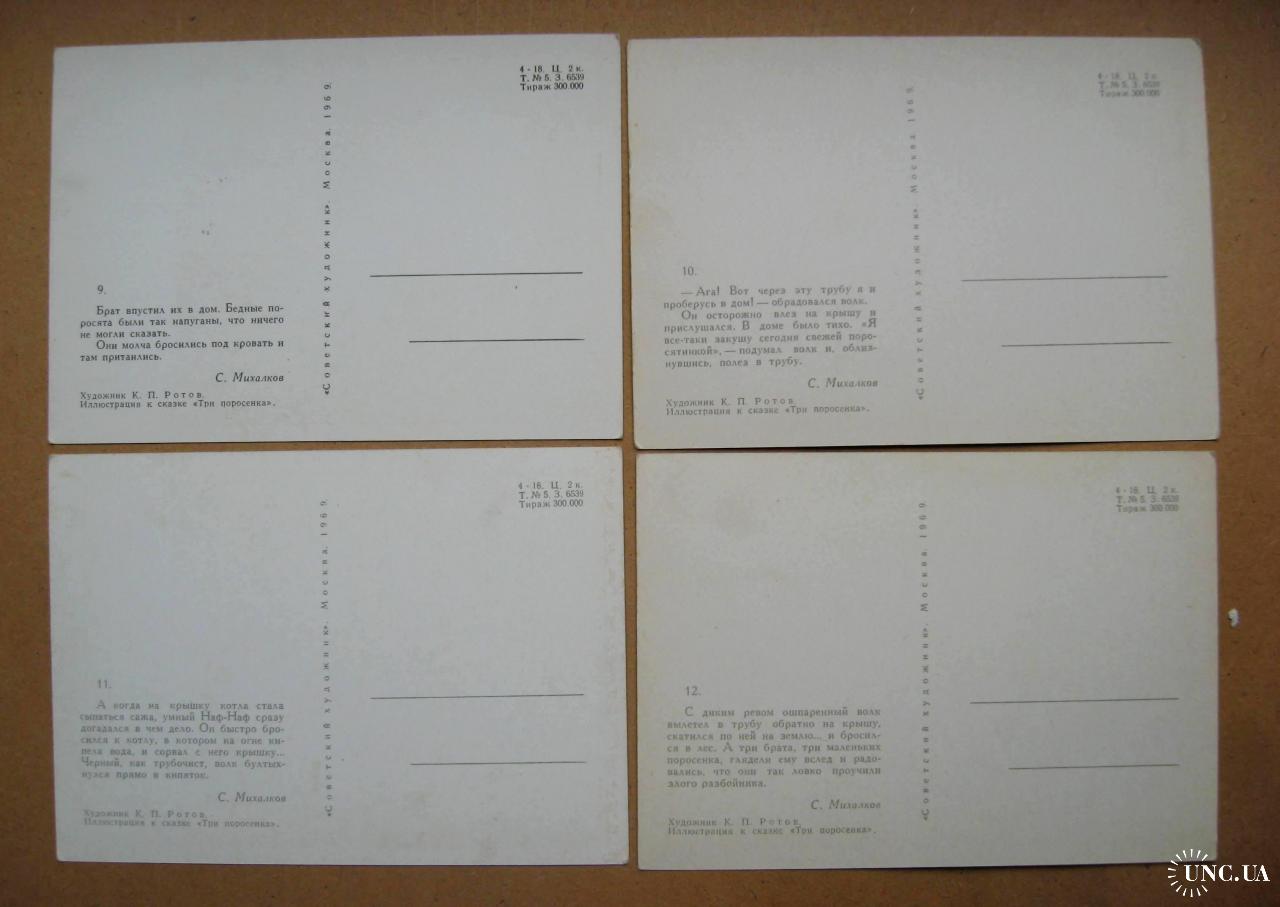 4 - 18. Ц. 2 к.
Т. № 5. З. 6539
Тираж 300.000
«Советский художник». Москва. 1969.
9.
Брат впустил их в дом. Бедные по-
росята были так напуганы, что ничего
не могли сказать.
Они молча бросились под кровать и
там притаились.
С. Михалков
Художник К. П. Ротов.
Иллюстрация к сказке «Три поросенка».
4 - 18. Ц. 2 к.
Т. № 5. З. 6539
Тираж 300.000
«Советский художник». Москва. 1969.
10.
— Ага! Вот через эту трубу я и
проберусь в дом! — обрадовался волк.
Он осторожно влез на крышу и
прислушался. В доме было тихо. «Я
все-таки закушу сегодня свежей поро-
сятинкой», — подумал волк и, облиз-
нувшись, полез в трубу.
С. Михалков
Художник К. П. Ротов.
Иллюстрация к сказке «Три поросенка».
4 - 18. Ц. 2 к.
Т. № 5. З. 6539
Тираж 300.000
«Советский художник». Москва. 1969.
11.
А когда на крышку котла стала
сыпаться сажа, умный Наф-Наф сразу
догадался в чем дело. Он быстро бро-
сился к котлу, в котором на огне ки-
пела вода, и сорвал с него крышку...
Черный, как трубочист, волк бултых-
нулся прямо в кипяток.
С. Михалков
Художник К. П. Ротов.
Иллюстрация к сказке «Три поросенка».
4 - 18. Ц. 2 к.
Т. № 5. З. 6539
Тираж 300.000
«Советский художник». Москва. 1969.
12.
С диким ревом ошпаренный волк
вылетел в трубу обратно на крышу,
скатился по ней на землю... и бросил-
ся в лес. А три брата, три маленьких
поросенка, глядели ему вслед и радо-
вались, что они так ловко проучили
злого разбойника.
С. Михалков
Художник К. П. Ротов.
Иллюстрация к сказке «Три поросенка».
UNC.UA